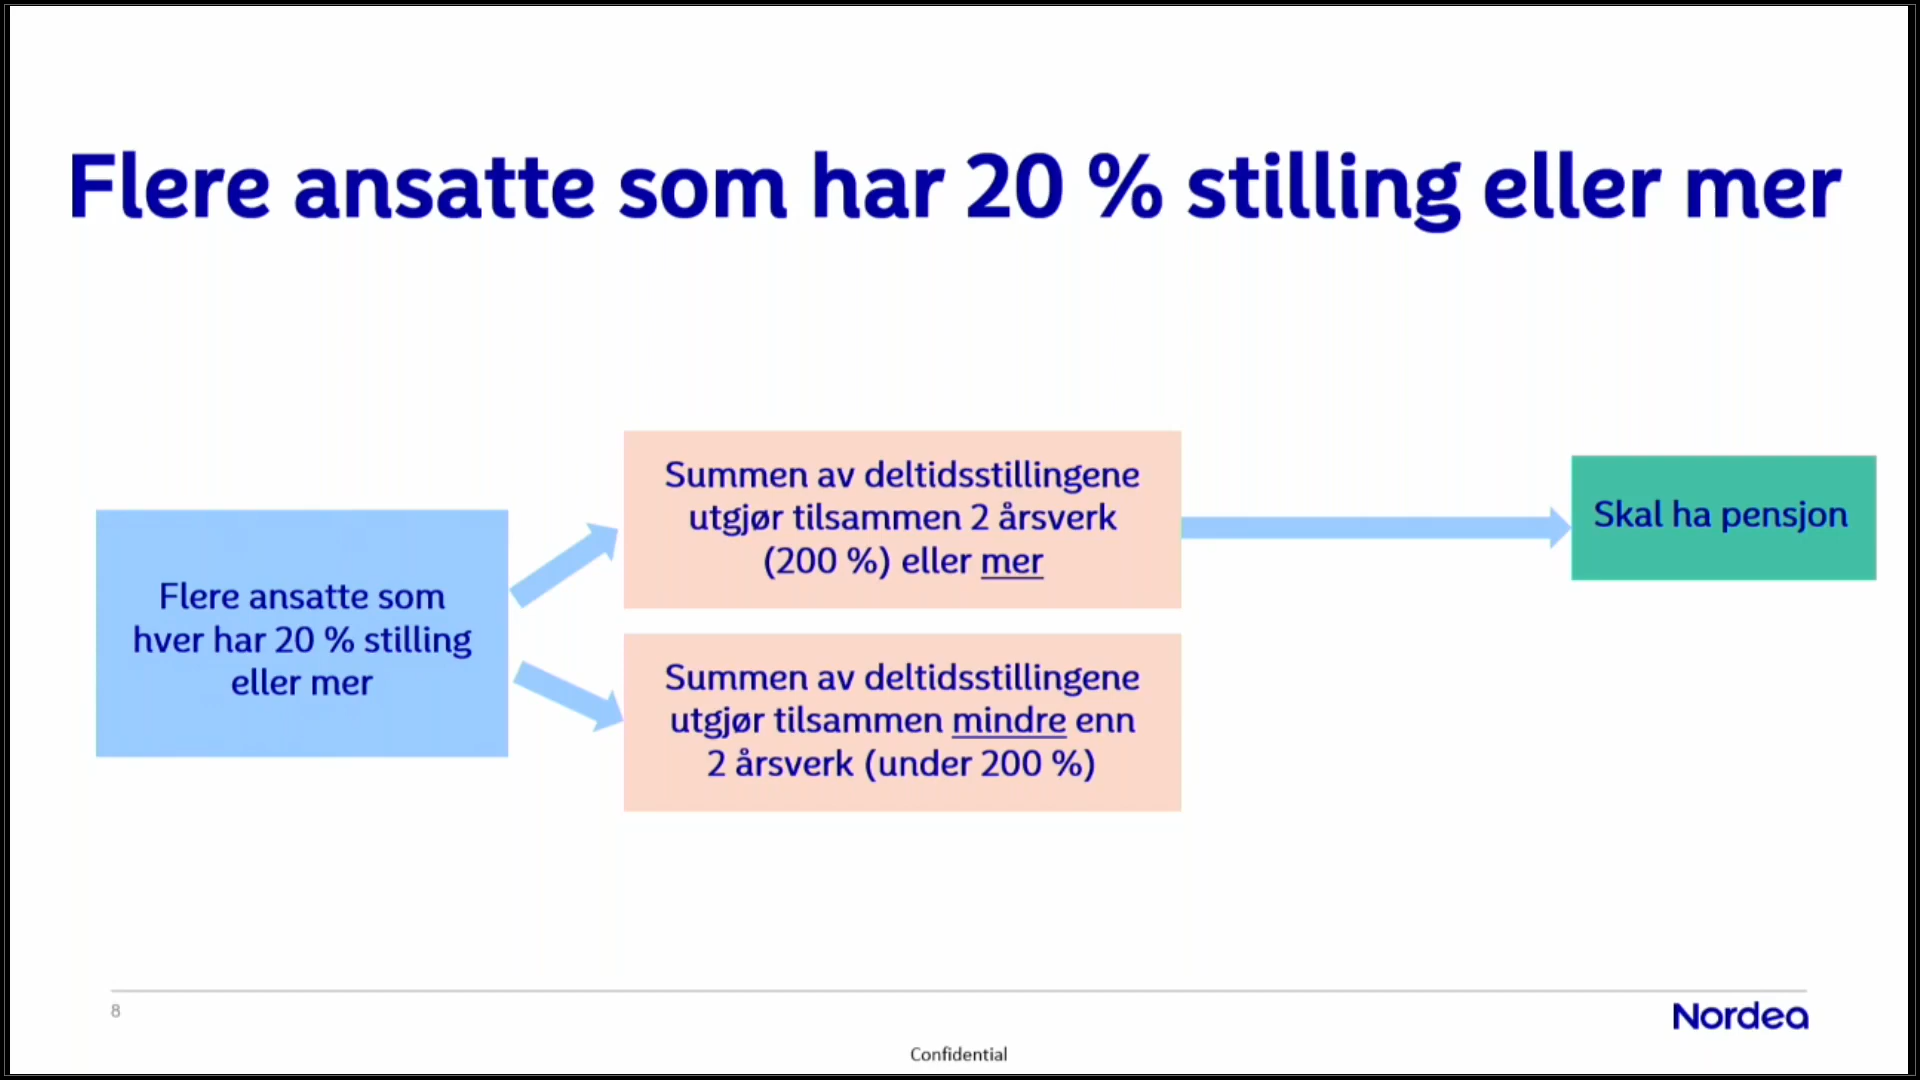 Flere ansatte som har 20 % stilling eller mer
Flere ansatte som
hver har 20 % stilling
eller mer
Summen av deltidsstillingene
utgjør tilsammen 2 årsverk
(200 %) eller mer
Skal ha pensjon
Summen av deltidsstillingene
utgjør tilsammen mindre enn
2 årsverk (under 200 %)
8
Nordea
Confidential